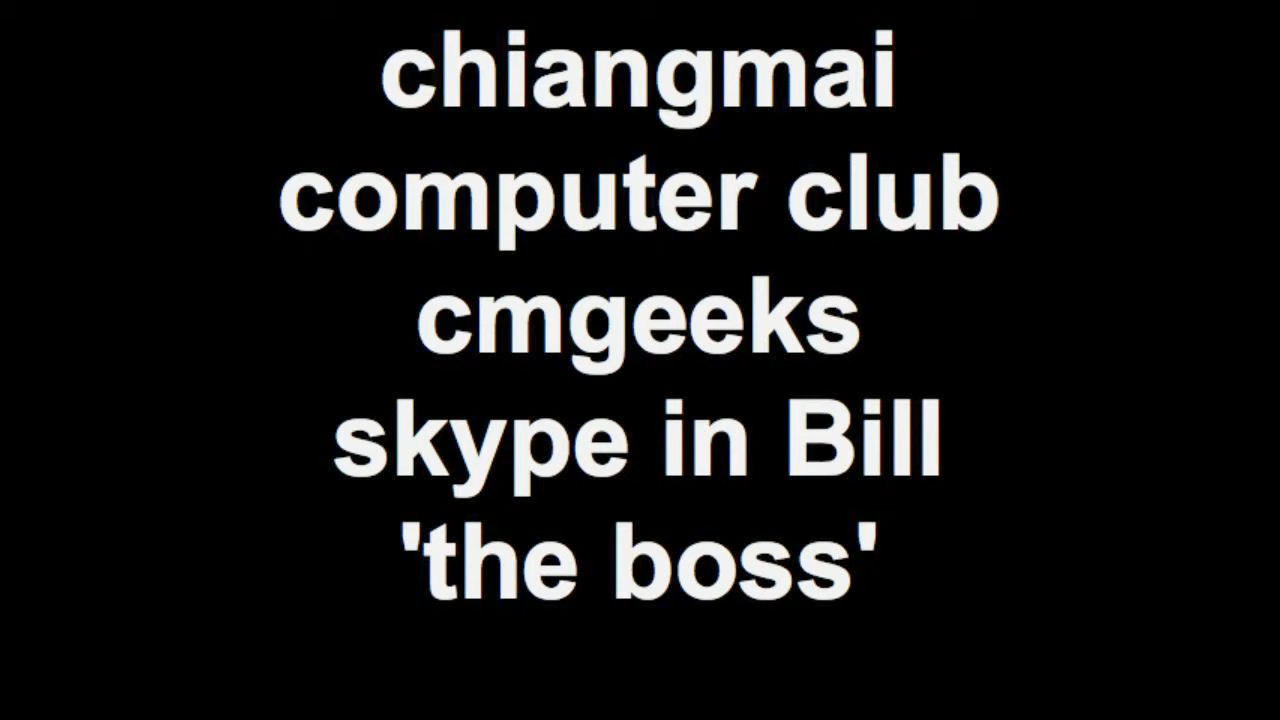 chiangmai
computer club
cmgeeks
skype in Bill
'the boss'